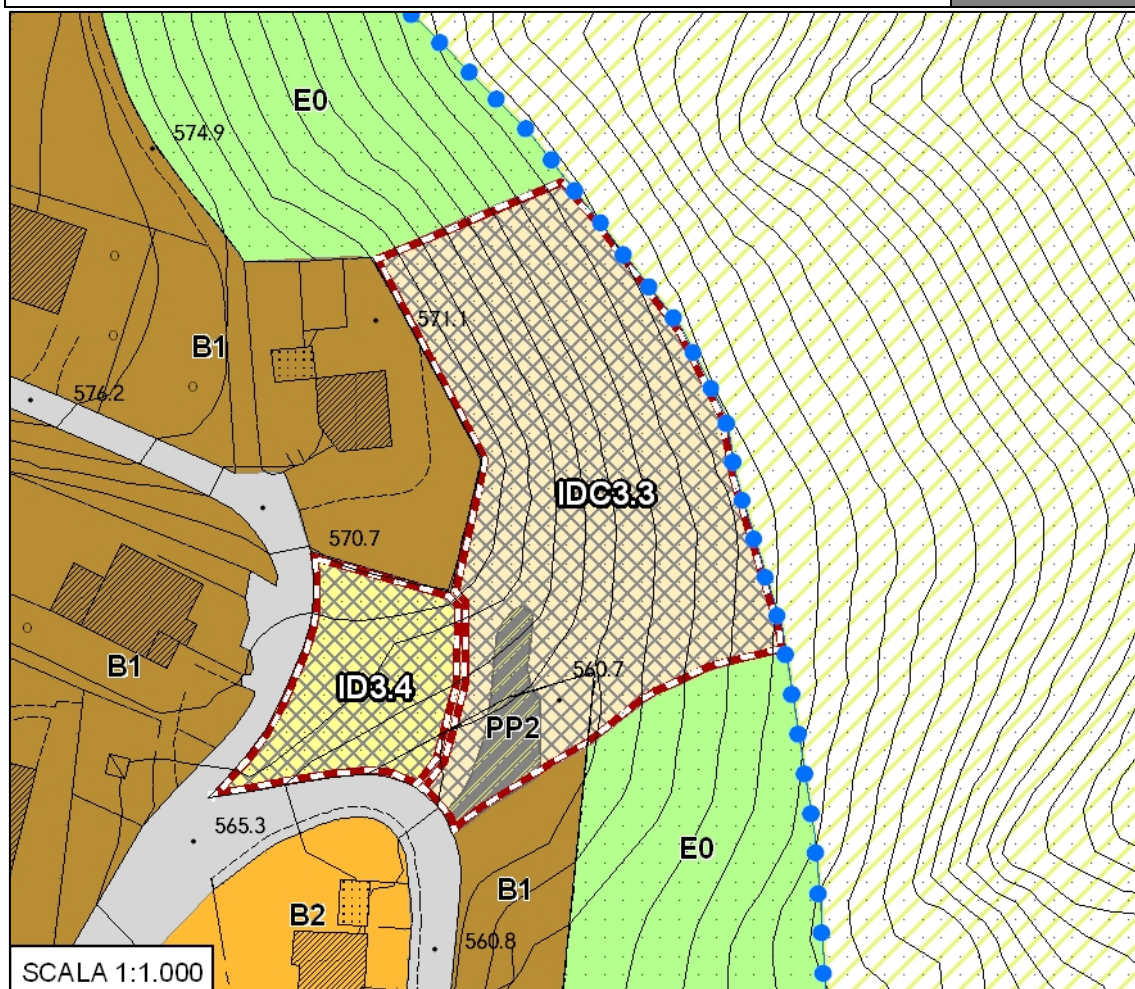 E0
574.9
571.1
B1
576.2
IDC3.3
570.7
B1
ID3.4
560.7
PP2
565.3
E0
B1
B2
560.8
SCALA 1:1.000